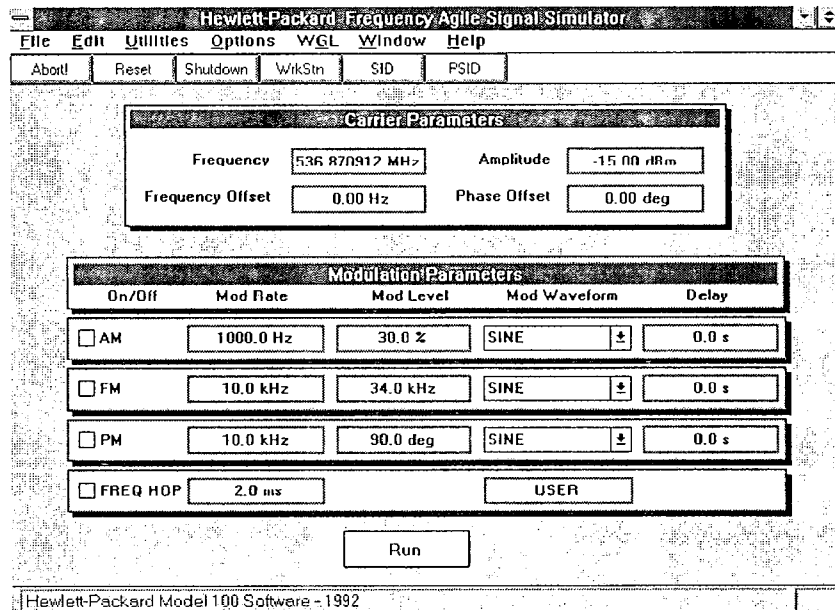 Hewlett-Packard Frequency Agile Signal Simulator
File Edit Utilities Options WGL Window Help
Abort! Reset Shutdown WrkStn SID PSID
Carrier Parameters
Frequency 536.870912 MHz Amplitude -15.00 dBm
Frequency Offset 0.00 Hz Phase Offset 0.00 deg
Modulation Parameters
On/Off Mod Rate Mod Level Mod Waveform Delay
AM 1000.0 Hz 30.0 % SINE 0.0 s
FM 10.0 kHz 34.0 kHz SINE 0.0 s
PM 10.0 kHz 90.0 deg SINE 0.0 s
FREQ HOP 2.0 ms USER
Run
Hewlett-Packard Model 100 Software - 1992